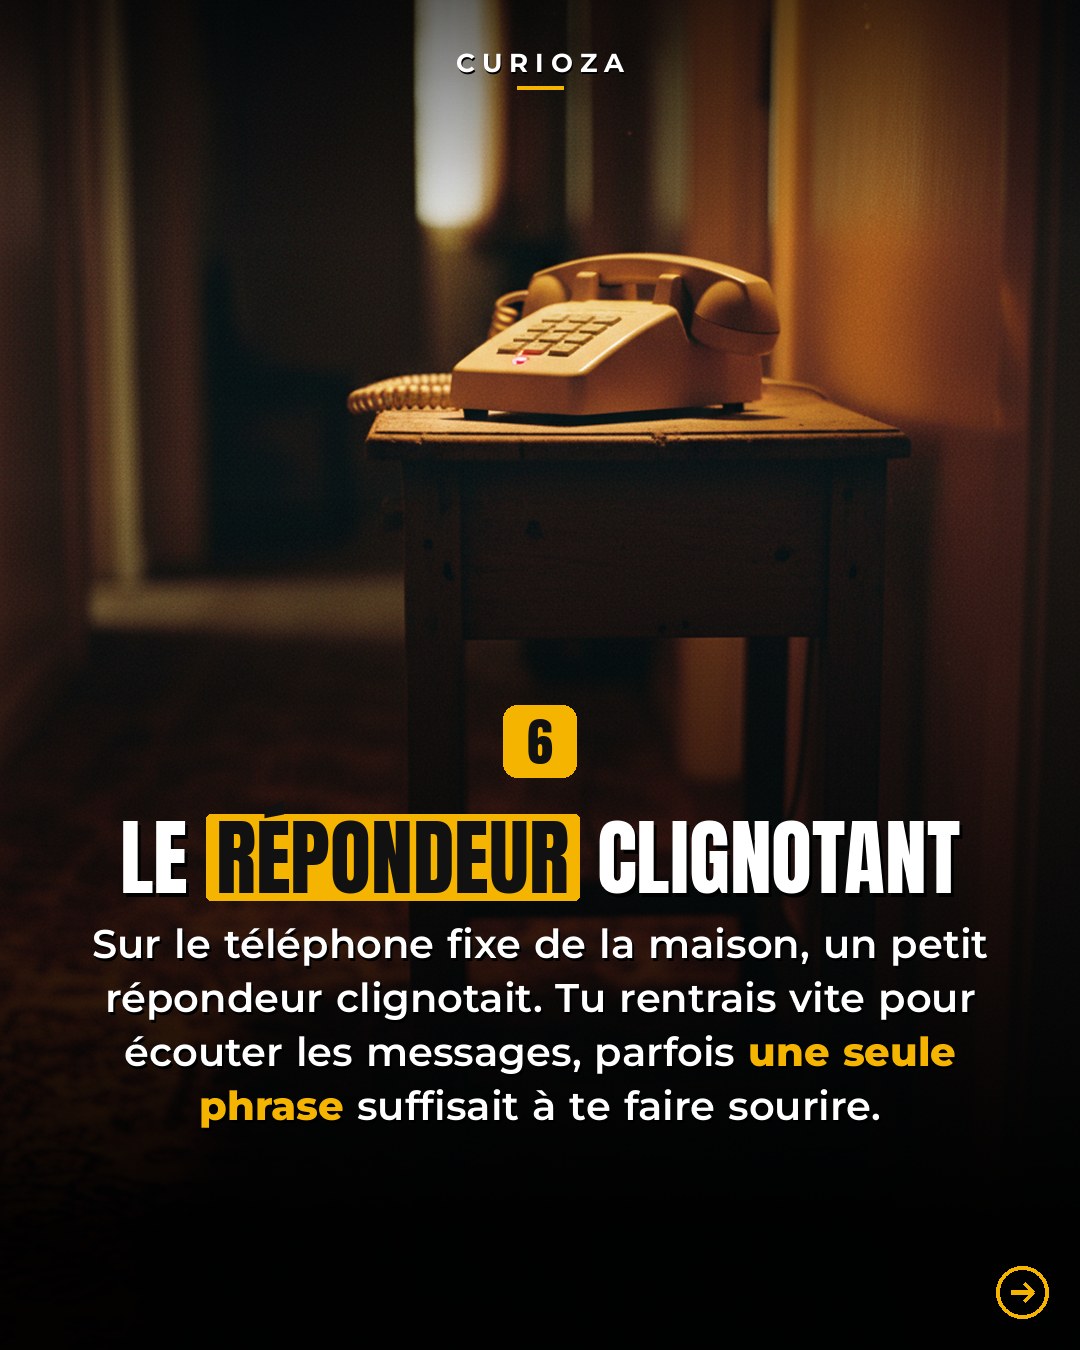 CURIOZA
6
LE RÉPONDEUR CLIGNOTANT
Sur le téléphone fixe de la maison, un petit
répondeur clignotait. Tu rentrais vite pour
écouter les messages, parfois une seule
phrase suffisait à te faire sourire.